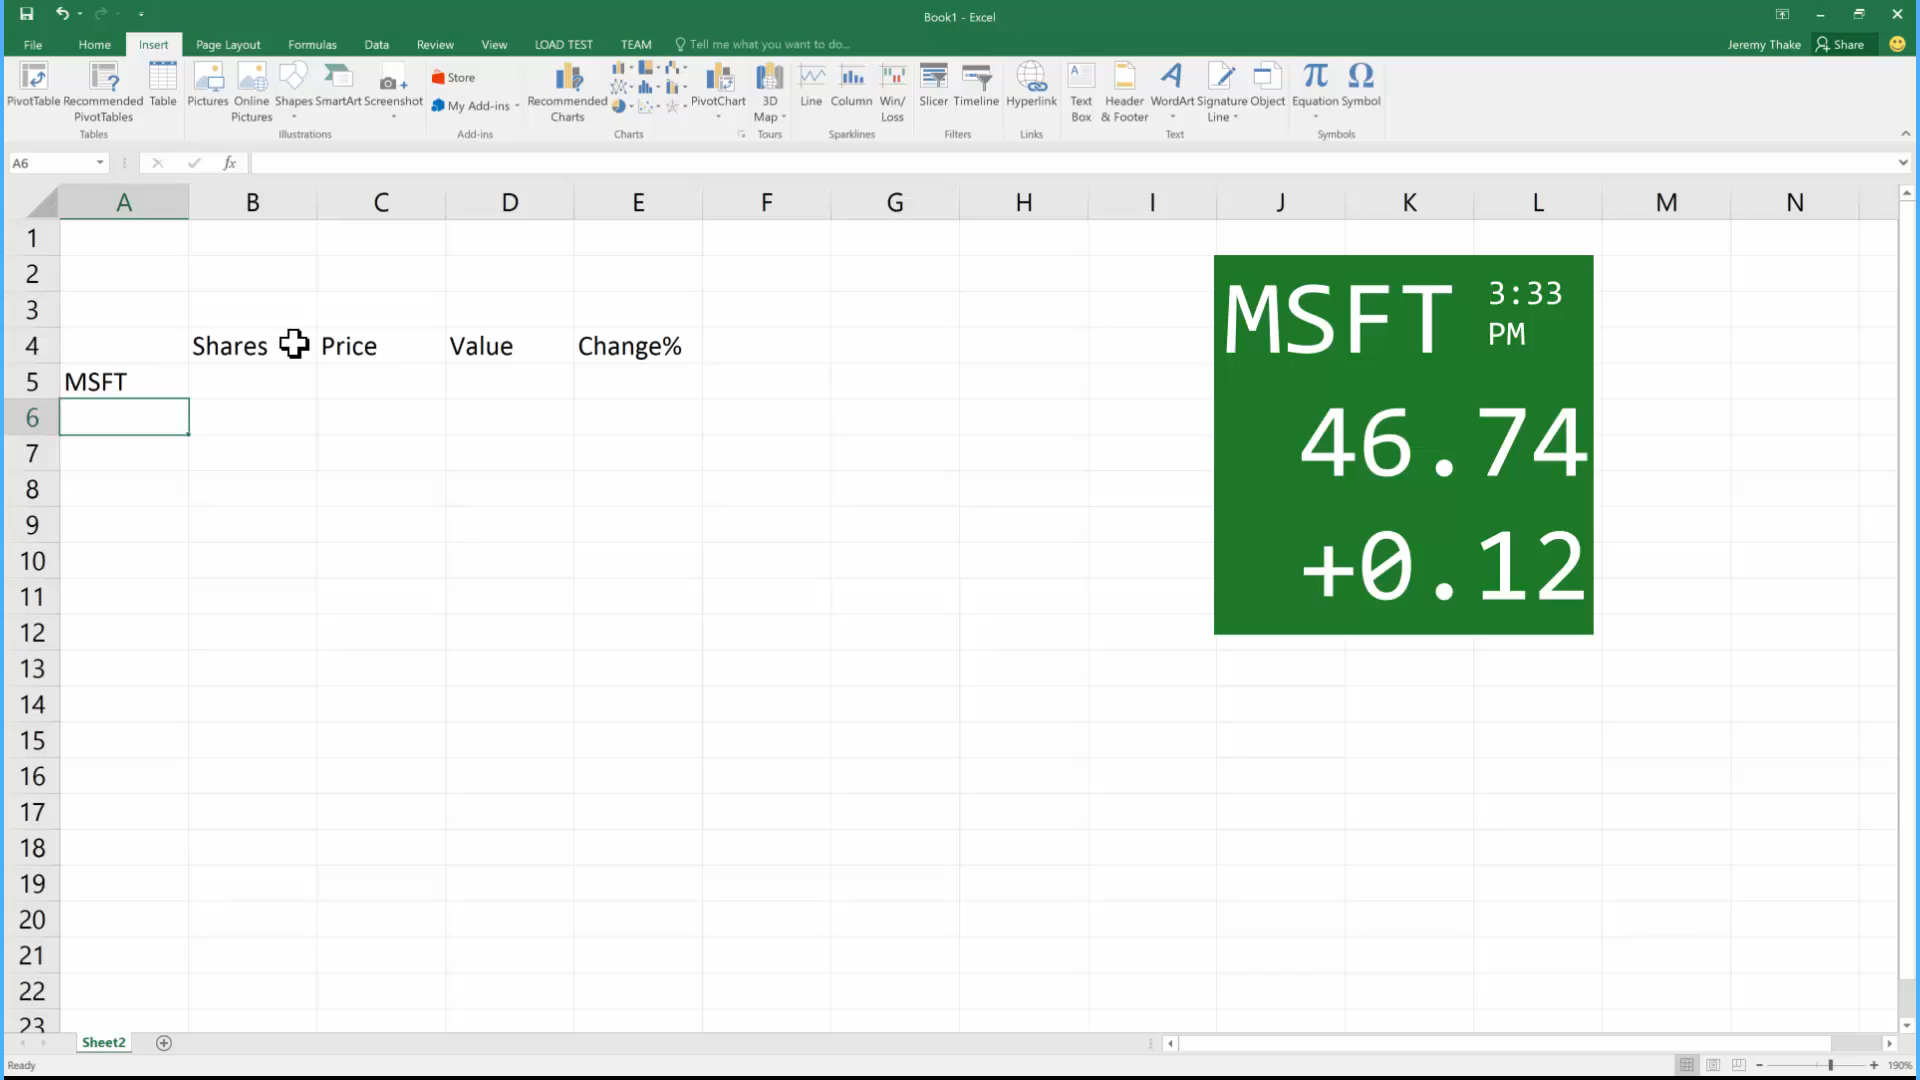 Book1 - Excel
File Home Insert Page Layout Formulas Data Review View LOAD TEST TEAM Tell me what you want to do... Jeremy Thake Share
PivotTable Recommended PivotTables Table
Tables
Pictures Online Pictures Shapes SmartArt Screenshot
Illustrations
Store
My Add-ins
Add-ins
Recommended Charts PivotChart
Charts
3D Map
Tours
Line Column Win/Loss
Sparklines
Slicer Timeline
Filters
Hyperlink
Links
Text Box Header & Footer WordArt Signature Line Object
Text
Equation Symbol
Symbols
A6 fx
A B C D E F G H I J K L M N
1
2
3
4 Shares Price Value Change%
5 MSFT
6
7
8
9
10
11
12
13
14
15
16
17
18
19
20
21
22
23
MSFT 3:33 PM
46.74
+0.12
Sheet2
Ready 190%